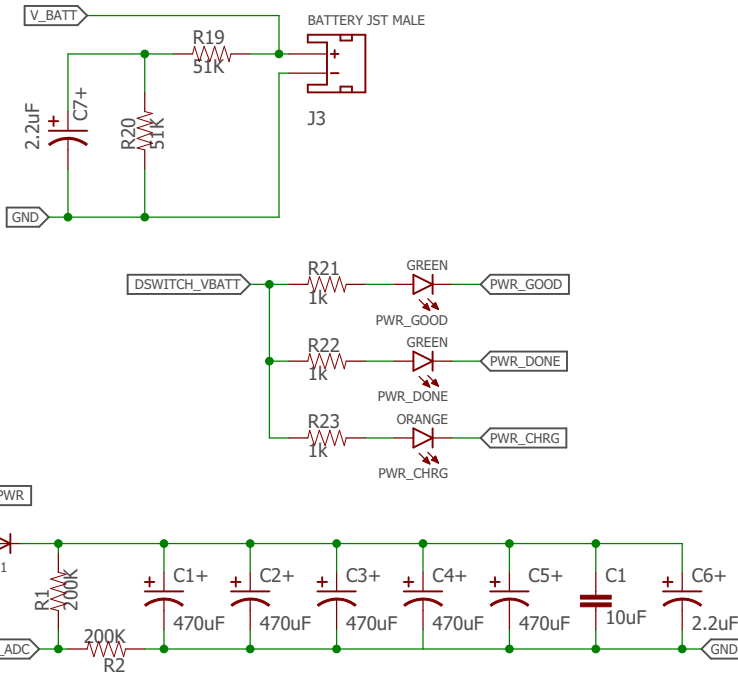 V_BATT
BATTERY JST MALE
R19
51K
+
−
J3
2.2uF
+
C7+
R20
51K
GND
DSWITCH_VBATT
R21
1k
GREEN
PWR_GOOD
PWR_GOOD
R22
1k
GREEN
PWR_DONE
PWR_DONE
R23
1k
ORANGE
PWR_CHRG
PWR_CHRG
PWR
1
R1
200K
+ C1+
470uF
+ C2+
470uF
+ C3+
470uF
+ C4+
470uF
+ C5+
470uF
C1
10uF
+ C6+
2.2uF
_ADC
200K
R2
GND